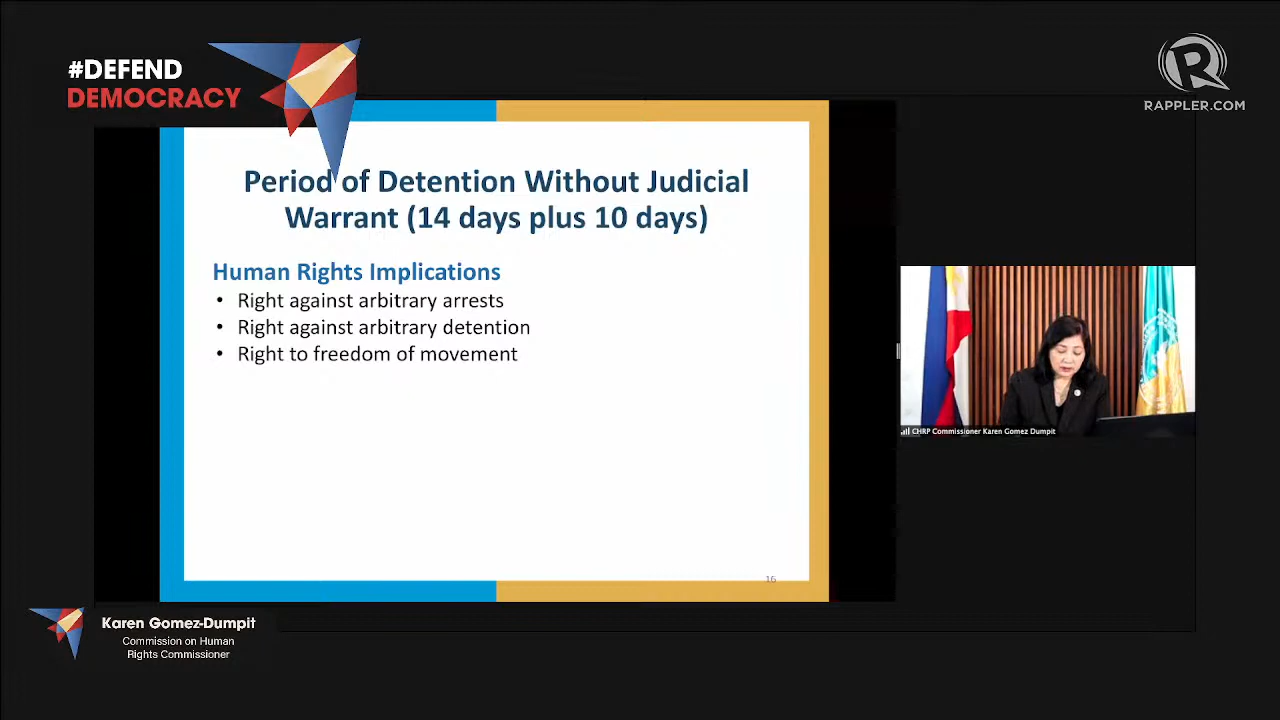 #DEFEND
DEMOCRACY
R
RAPPLER.COM
Period of Detention Without Judicial
Warrant (14 days plus 10 days)
Human Rights Implications
• Right against arbitrary arrests
• Right against arbitrary detention
• Right to freedom of movement
16
CHRP Commissioner Karen Gomez Dumpit
Karen Gomez-Dumpit
Commission on Human
Rights Commissioner